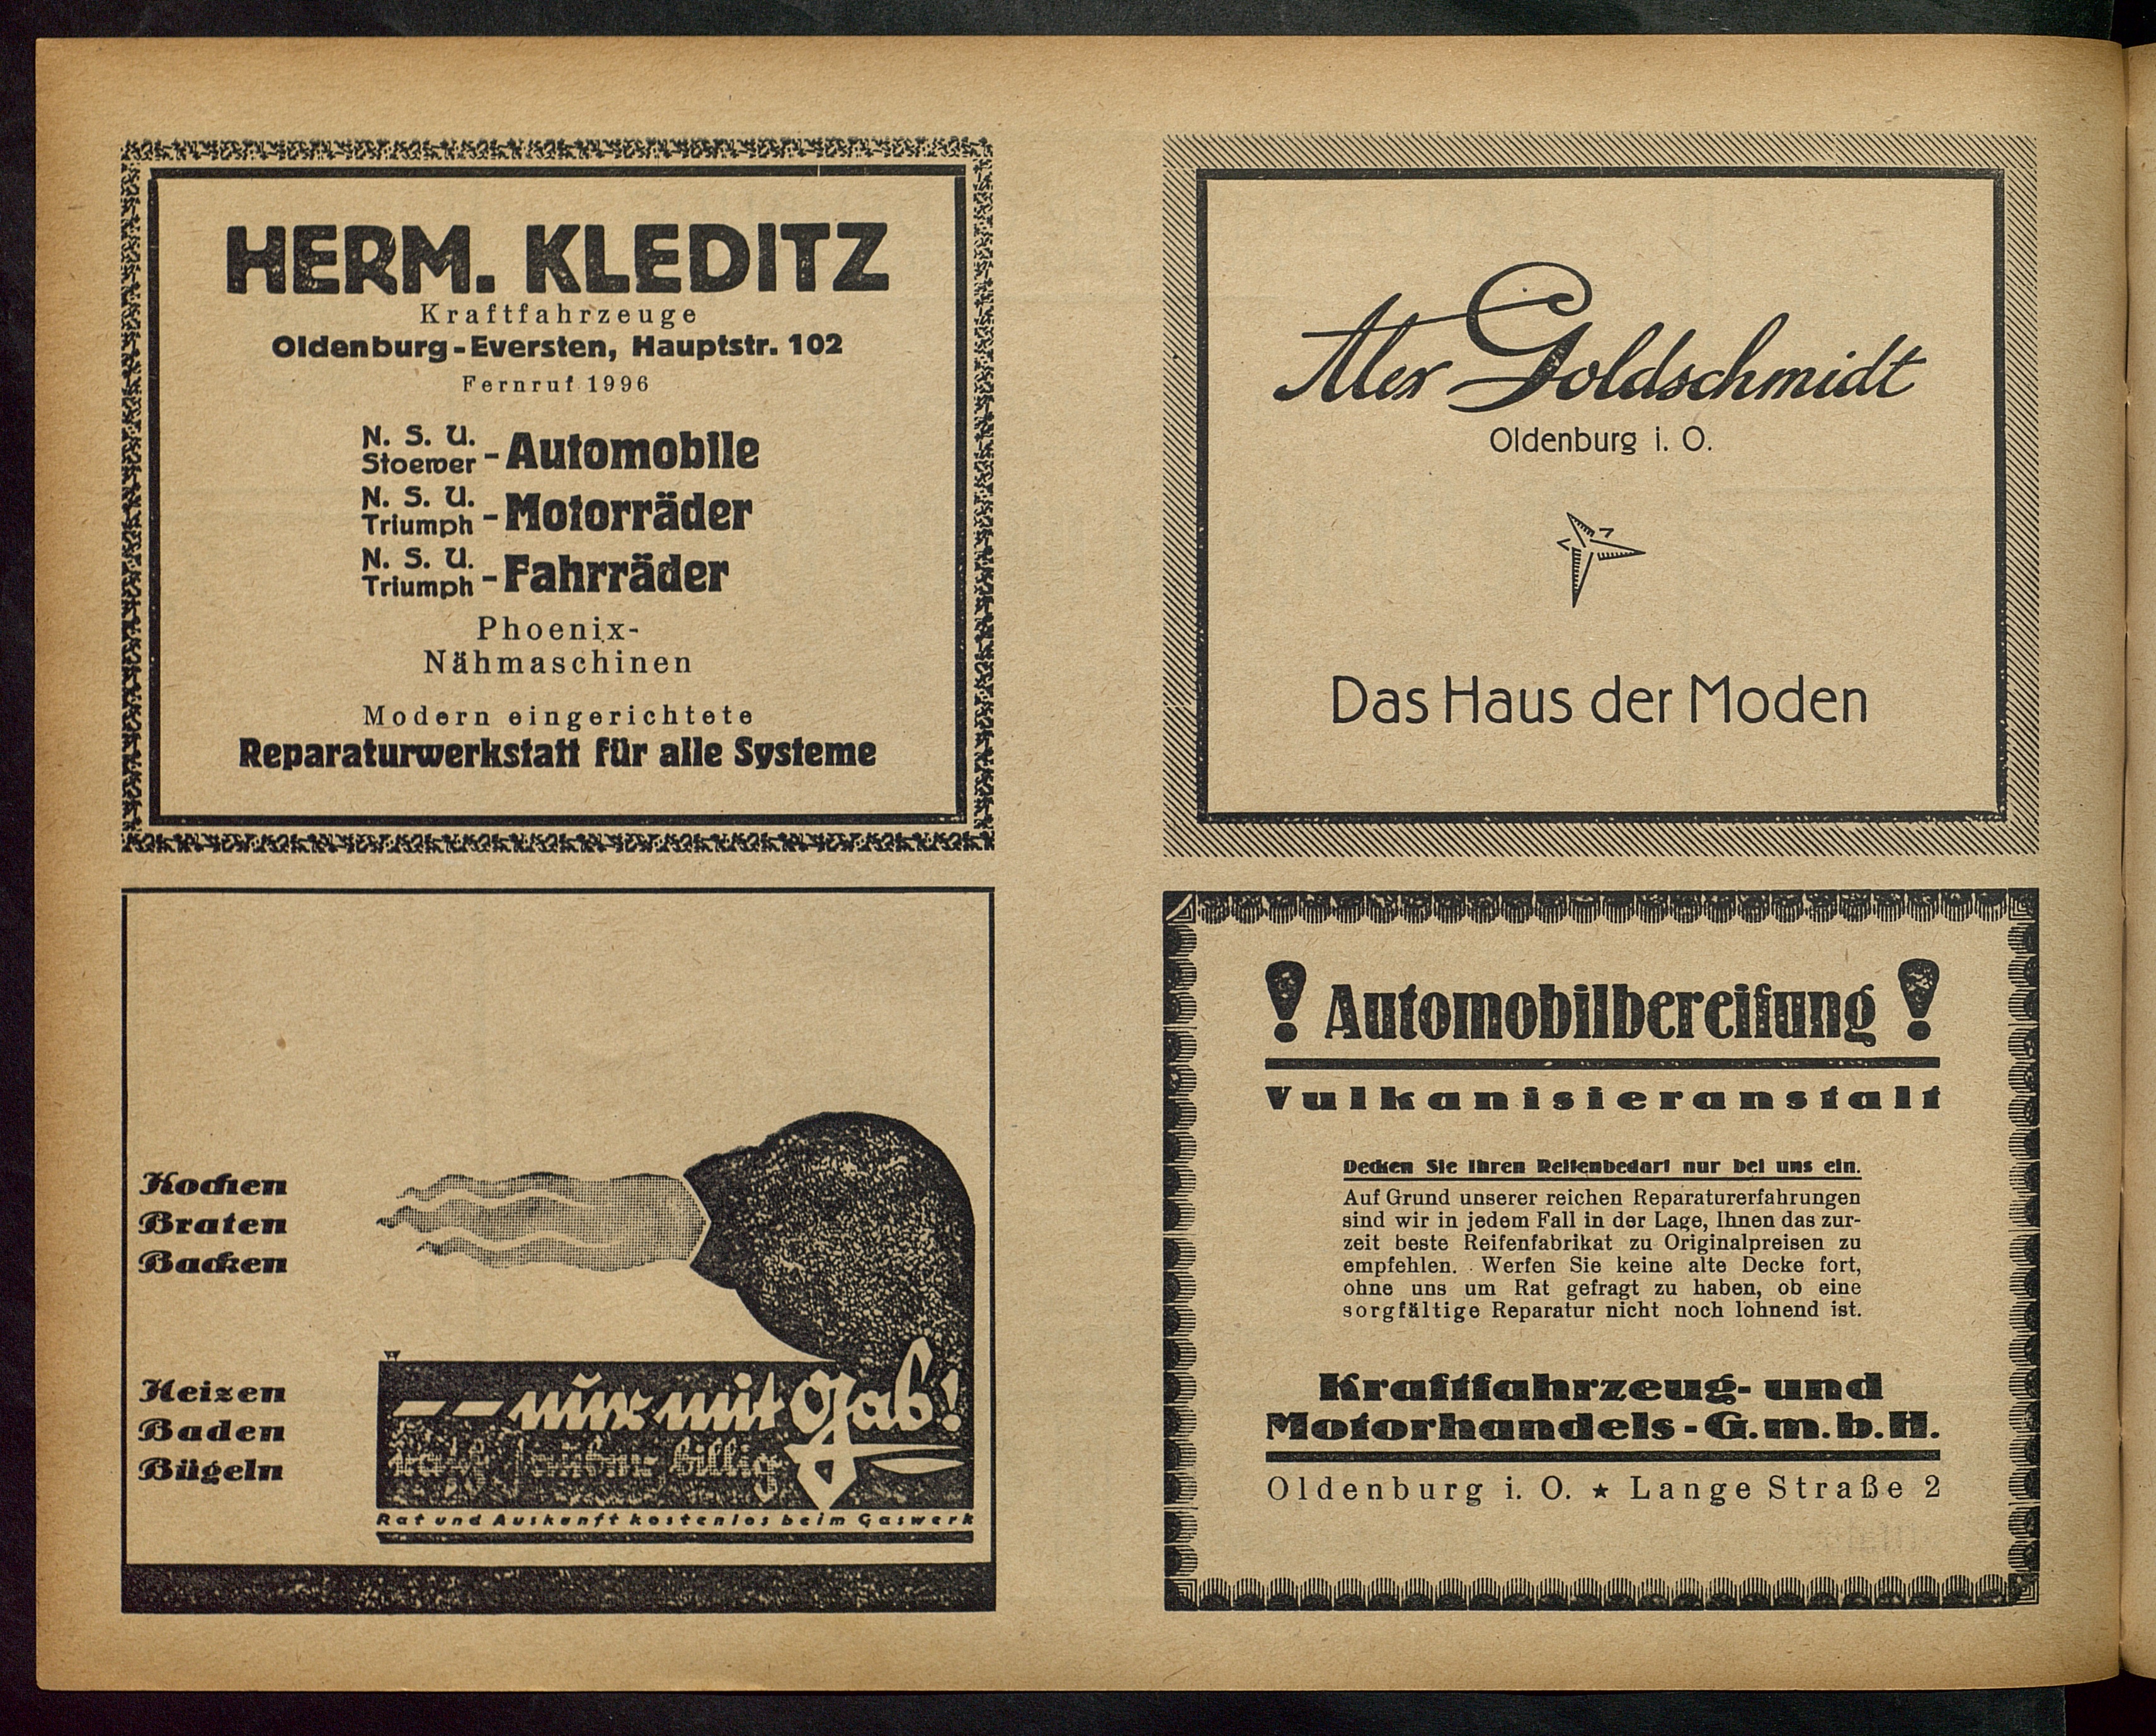 HERM. KLEDITZ
Kraftfahrzeuge
Oldenburg-Eversten, Hauptstr. 102
Fernruf 1996
N. S. U.
Stoewer - Automobile
N. S. U.
Triumph - Motorräder
N. S. U.
Triumph - Fahrräder
Phoenix-
Nähmaschinen
Modern eingerichtete
Reparaturwerkstatt für alle Systeme
Alex Goldschmidt
Oldenburg i. O.
Das Haus der Moden
Kochen
Braten
Backen
Heizen
Baden
Bügeln
-- nur mit Gas!
sauber billig
Rat und Auskunft kostenlos beim Gaswerk
! Automobilbereifung !
Vulkanisieranstalt
Decken Sie Ihren Reifenbedarf nur bei uns ein.
Auf Grund unserer reichen Reparaturerfahrungen
sind wir in jedem Fall in der Lage, Ihnen das zur-
zeit beste Reifenfabrikat zu Originalpreisen zu
empfehlen. Werfen Sie keine alte Decke fort,
ohne uns um Rat gefragt zu haben, ob eine
sorgfältige Reparatur nicht noch lohnend ist.
Kraftfahrzeug- und
Motorhandels-G.m.b.H.
Oldenburg i. O. ★ Lange Straße 2